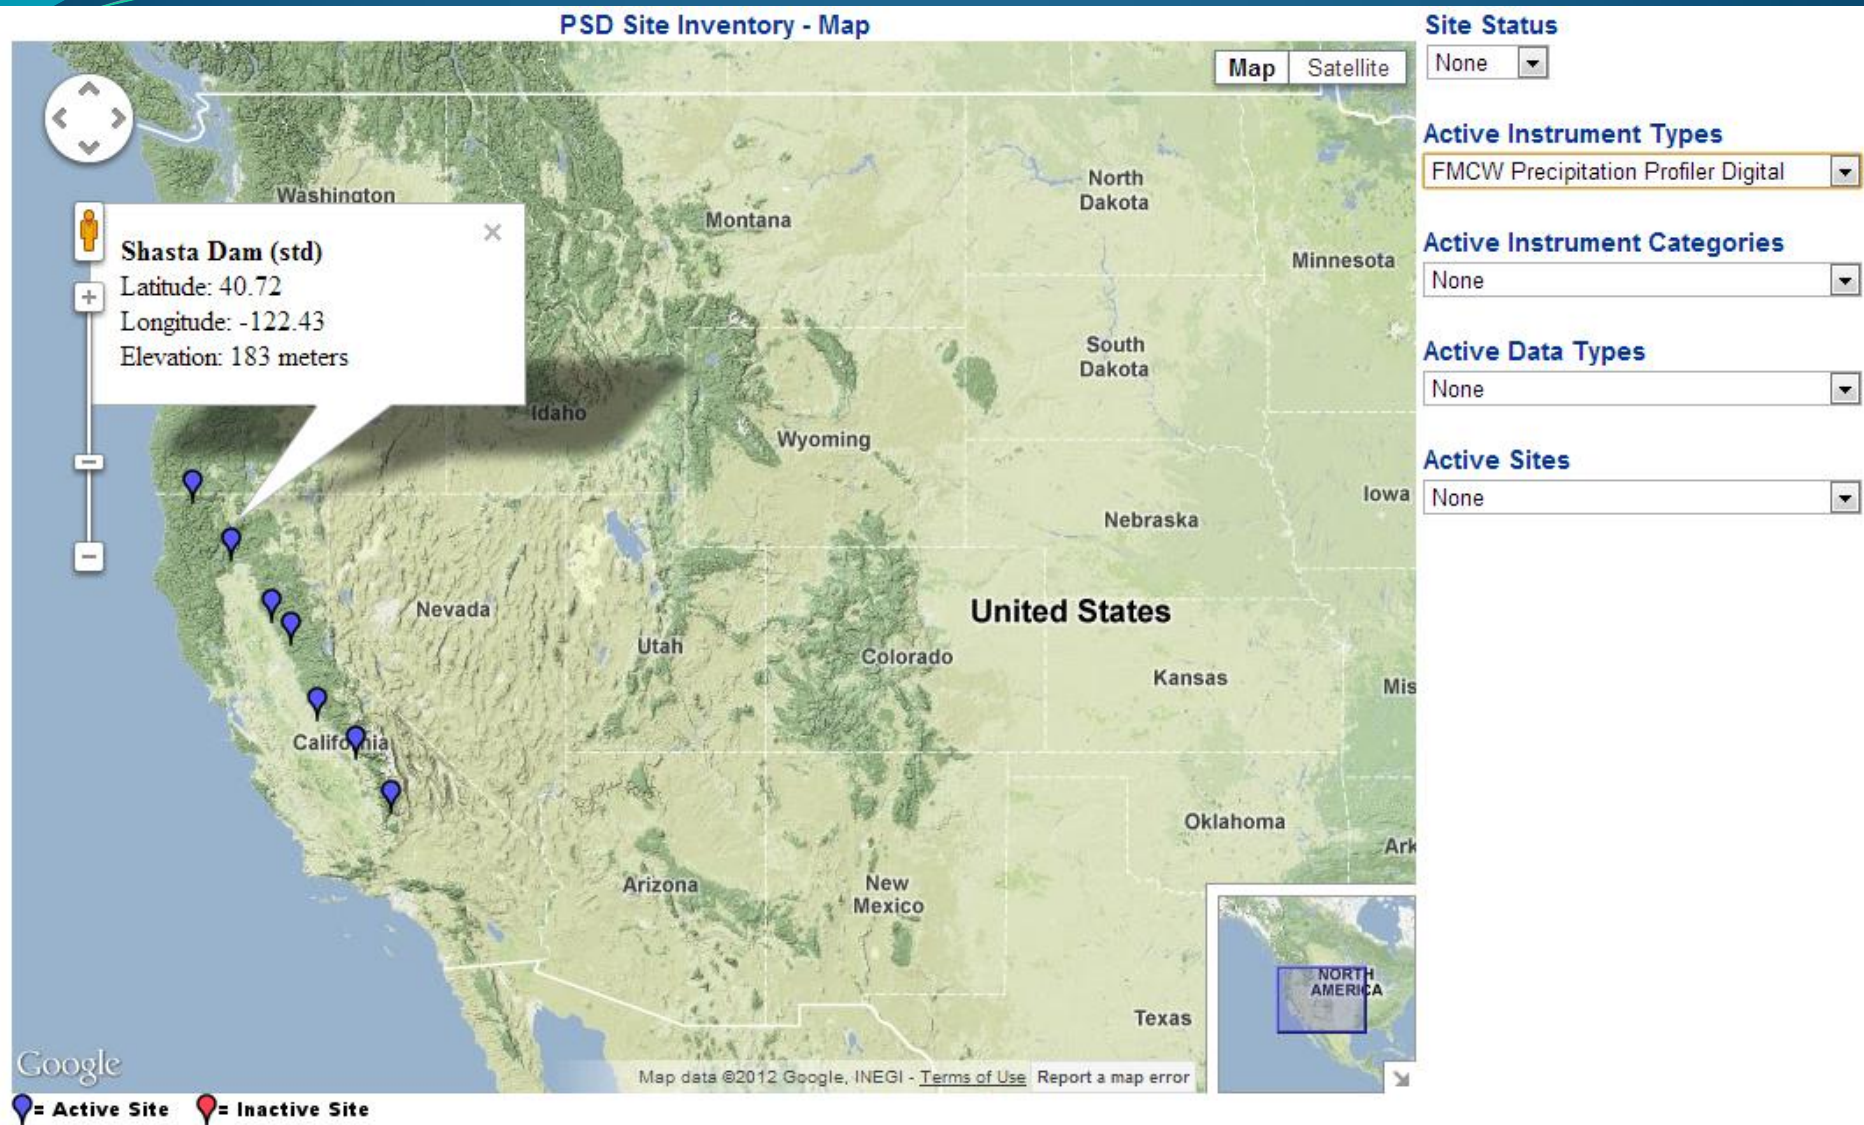 PSD Site Inventory - Map
Map
Satellite
Washington
Montana
North
Dakota
Minnesota
Shasta Dam (std)
Latitude: 40.72
Longitude: -122.43
Elevation: 183 meters
South
Dakota
Idaho
Wyoming
Iowa
Nebraska
Nevada
United States
Utah
Colorado
Kansas
Mis
California
Oklahoma
Ark
Arizona
New
Mexico
NORTH
AMERICA
Texas
Google
Map data ©2012 Google, INEGI - Terms of Use
Report a map error
= Active Site
= Inactive Site
Site Status
None
Active Instrument Types
FMCW Precipitation Profiler Digital
Active Instrument Categories
None
Active Data Types
None
Active Sites
None